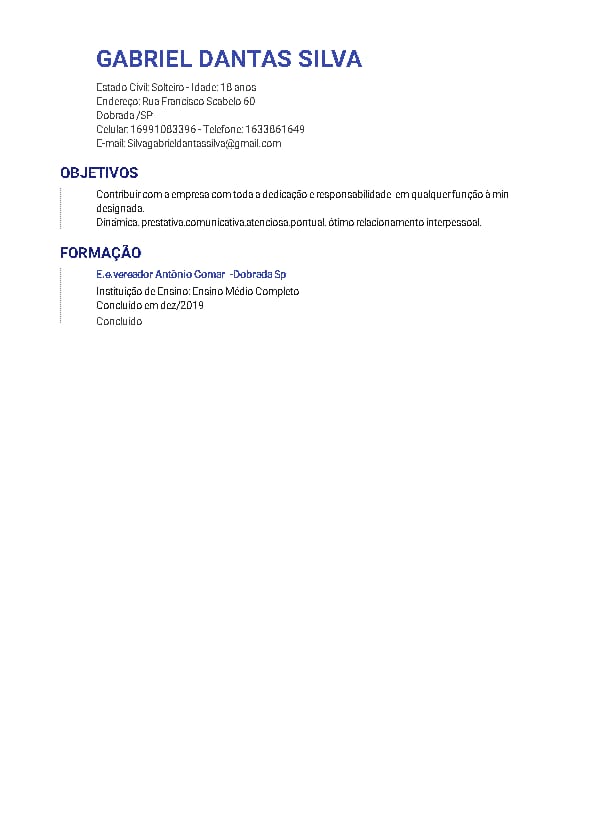 GABRIEL DANTAS SILVA
Estado Civil: Solteiro - Idade: 18 anos
Endereço: Rua Francisco Scabelo 60
Dobrada /SP
Celular: 16991083396 - Telefone: 1633861649
E-mail: Silvagabrieldantassilva@gmail.com
OBJETIVOS
Contribuir com a empresa com toda a dedicação e responsabilidade em qualquer função à min
designada.
Dinâmica, prestativa,comunicativa,atenciosa,pontual, ótimo relacionamento interpessoal.
FORMAÇÃO
E.e.vereador Antônio Comar -Dobrada Sp
Instituição de Ensino: Ensino Médio Completo
Concluído em dez/2019
Concluído